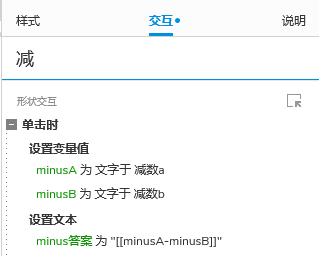 样式 交互 说明
减
形状交互
单击时
设置变量值
minusA 为 文字于 减数a
minusB 为 文字于 减数b
设置文本
minus答案 为 "[[minusA-minusB]]"